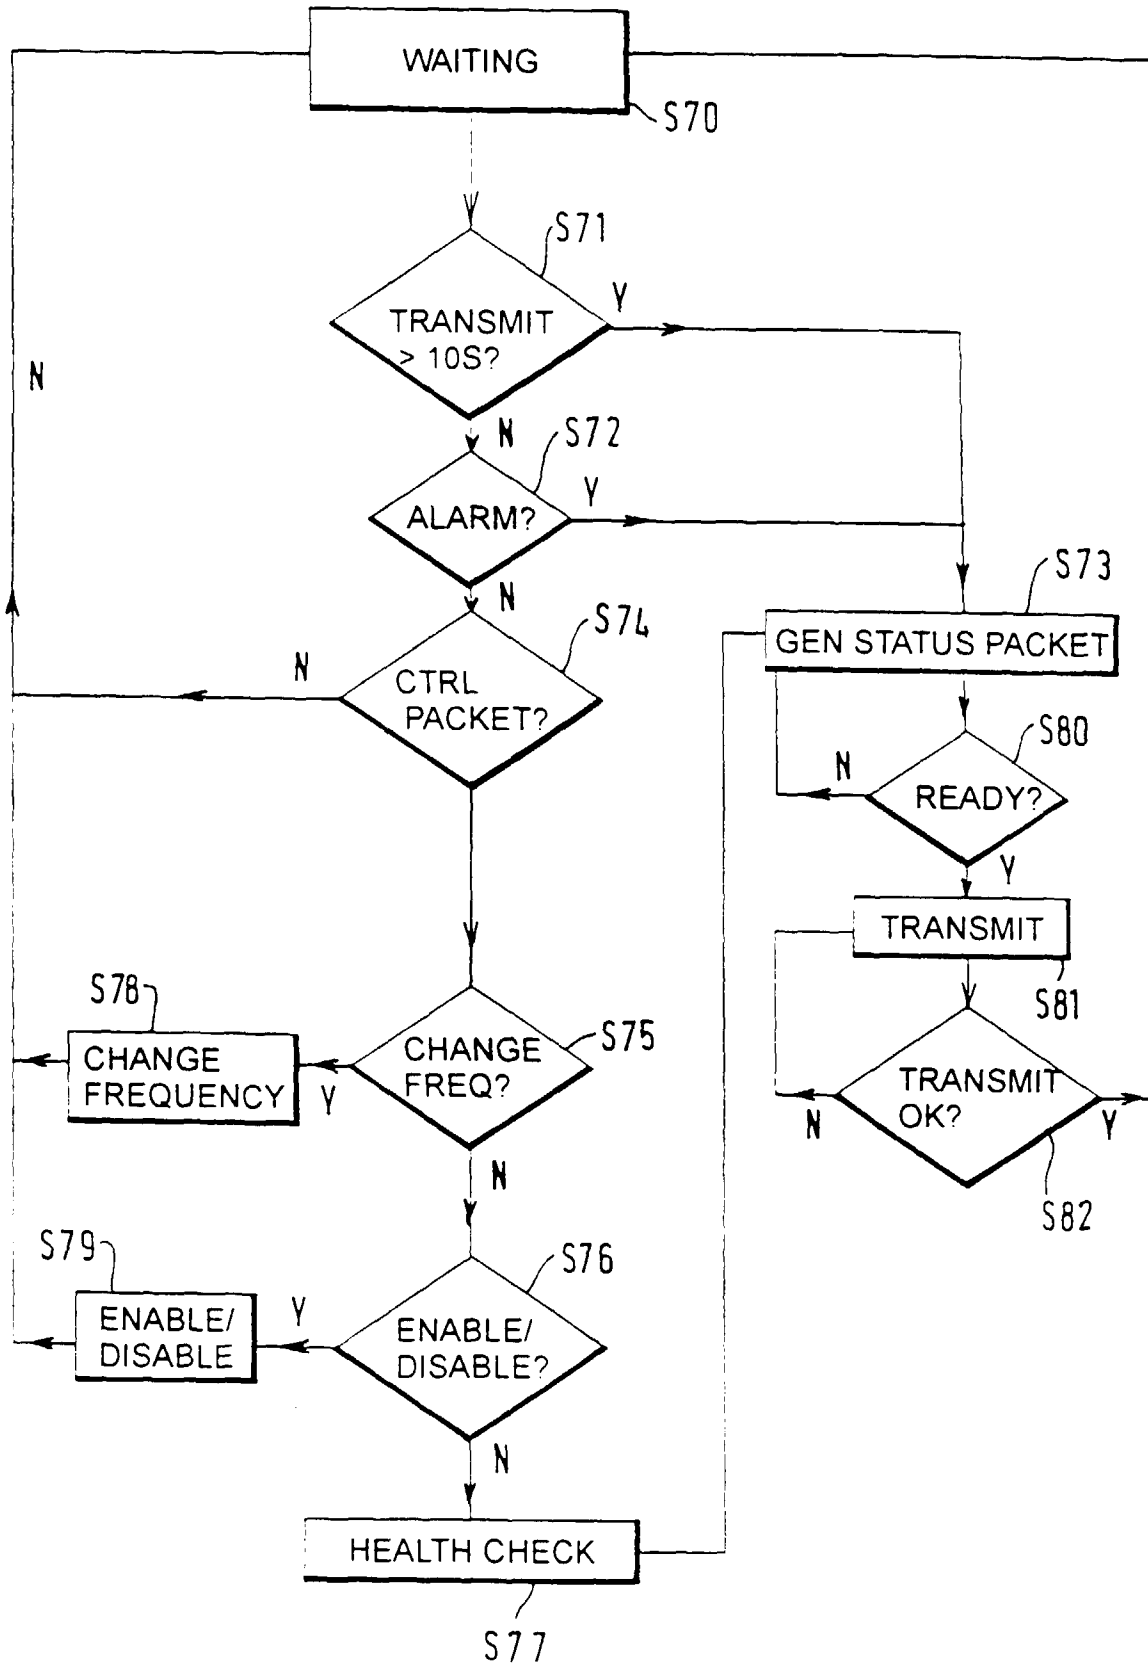 WAITING
S70
S71
Y
TRANSMIT
> 10S?
N
N
S72
Y
ALARM?
N
S73
GEN STATUS PACKET
S74
N
CTRL
PACKET?
S80
N
READY?
Y
TRANSMIT
S81
S78
CHANGE
FREQUENCY
Y
S75
CHANGE
FREQ?
N
TRANSMIT
OK?
N
Y
S82
S79
ENABLE/
DISABLE
Y
S76
ENABLE/
DISABLE?
N
HEALTH CHECK
S77